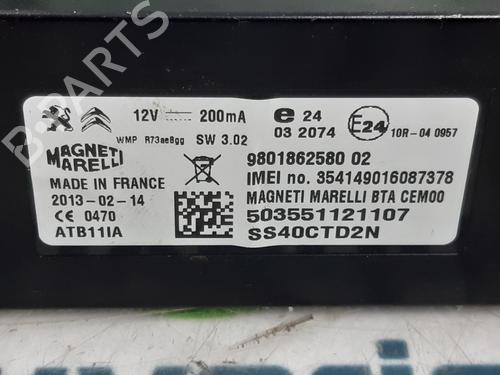 12V 200mA
WMP R73ae8gg SW 3.02
e 24
03 2074
E24
10R-04 0957
MAGNETI
MARELLI
MADE IN FRANCE
2013-02-14
CE 0470
ATB11IA
9801862580 02
IMEI no. 354149016087378
MAGNETI MARELLI BTA CEM00
503551121107
SS40CTD2N